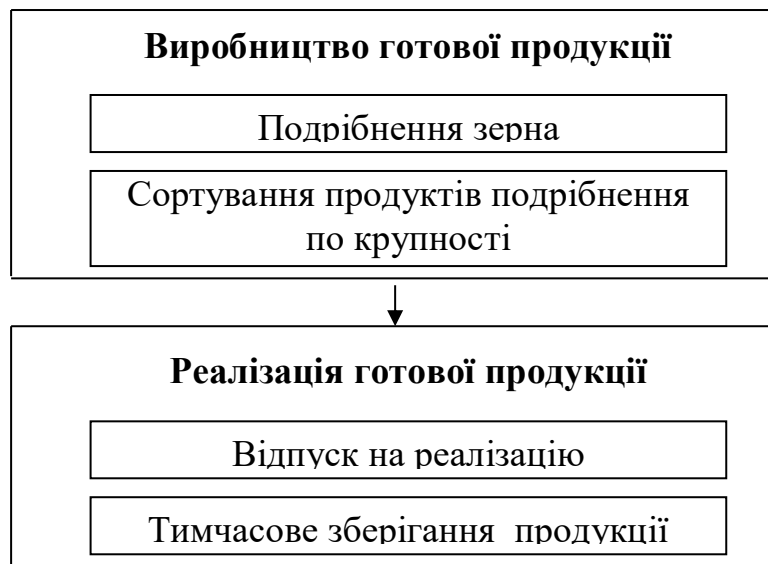 Виробництво готової продукції
Подрібнення зерна
Сортування продуктів подрібнення
по крупності
Реалізація готової продукції
Відпуск на реалізацію
Тимчасове зберігання продукції